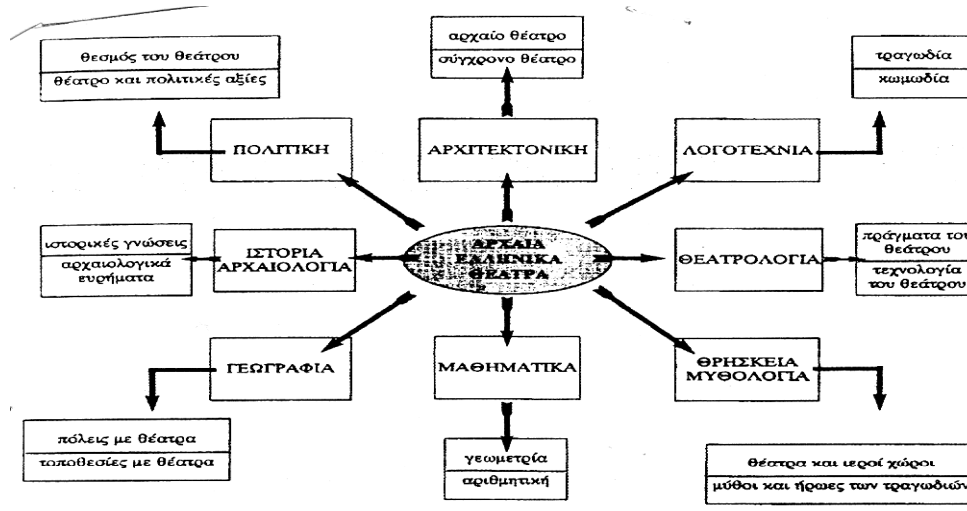 θεσμός του θεάτρου
θέατρο και πολιτικές αξίες
αρχαίο θέατρο
σύγχρονο θέατρο
τραγωδία
κωμωδία
ΠΟΛΙΤΙΚΗ
ΑΡΧΙΤΕΚΤΟΝΙΚΗ
ΛΟΓΟΤΕΧΝΙΑ
ιστορικές γνώσεις
αρχαιολογικά
ευρήματα
ΙΣΤΟΡΙΑ
ΑΡΧΑΙΟΛΟΓΙΑ
ΑΡΧΑΙΑ
ΕΛΛΗΝΙΚΑ
ΘΕΑΤΡΑ
ΘΕΑΤΡΟΛΟΓΙΑ
πράγματα του
θεάτρου
τεχνολογία
του θεάτρου
ΓΕΩΓΡΑΦΙΑ
ΜΑΘΗΜΑΤΙΚΑ
ΘΡΗΣΚΕΙΑ
ΜΥΘΟΛΟΓΙΑ
πόλεις με θέατρα
τοποθεσίες με θέατρα
γεωμετρία
αριθμητική
θέατρα και ιεροί χώροι
μύθοι και ήρωες των τραγωδιών